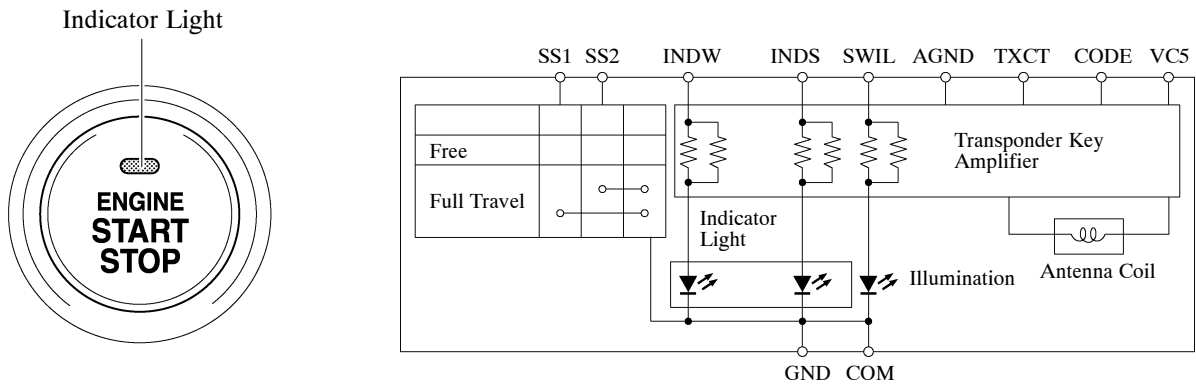 Indicator Light
ENGINE
START
STOP
SS1 SS2 INDW INDS SWIL AGND TXCT CODE VC5
Free
Full Travel
Transponder Key
Amplifier
Indicator
Light
Antenna Coil
Illumination
GND COM